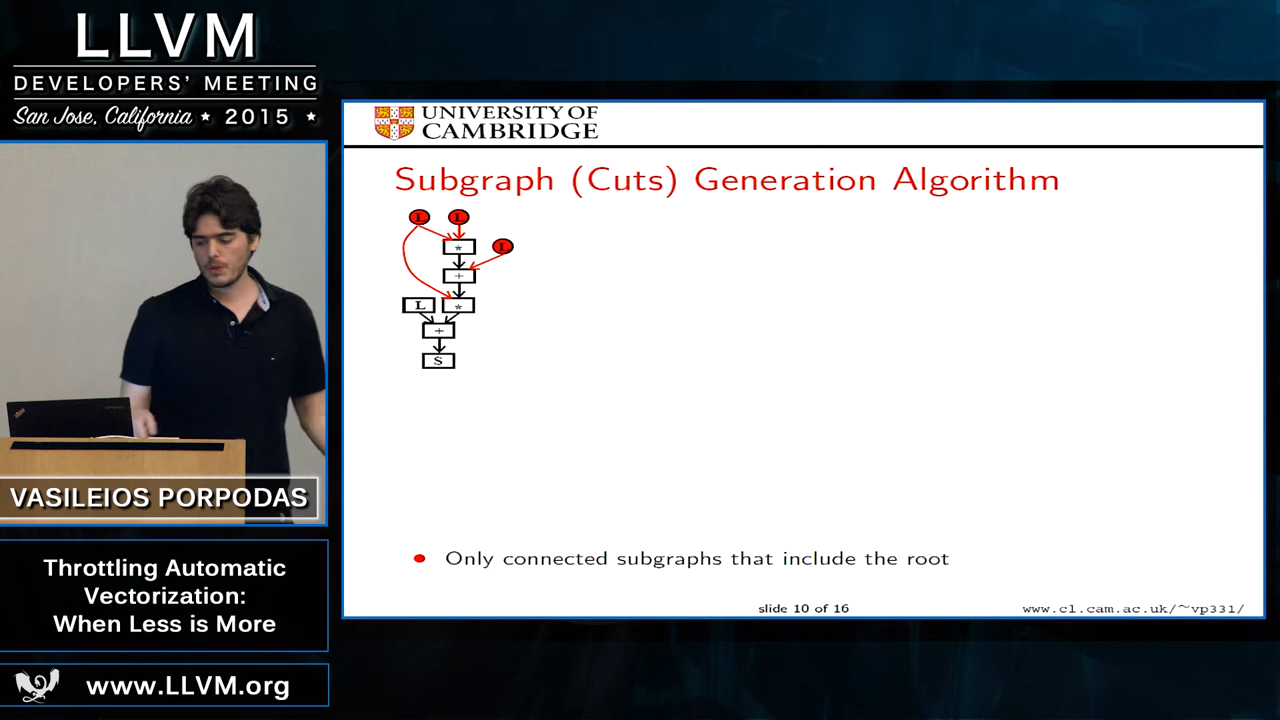 LLVM
DEVELOPERS' MEETING
San Jose, California ★ 2015 ★
UNIVERSITY OF
CAMBRIDGE
Subgraph (Cuts) Generation Algorithm
L L
*
L
+
L *
+
S
Only connected subgraphs that include the root
slide 10 of 16
www.cl.cam.ac.uk/~vp331/
VASILEIOS PORPODAS
Throttling Automatic
Vectorization:
When Less is More
www.LLVM.org